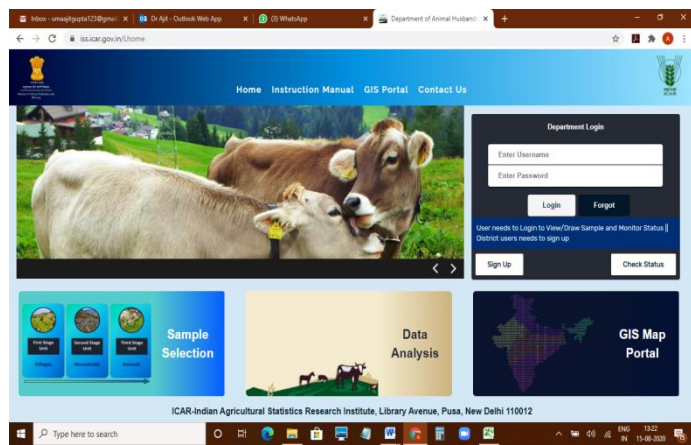 Inbox - umaajitgupta123@gmai
Dr Ajit - Outlook Web App
(3) WhatsApp
Department of Animal Husband
iss.icar.gov.in/Lhome
Home Instruction Manual GIS Portal Contact Us
Department Login
Enter Username
Enter Password
Login Forgot
User needs to Login to View/Draw Sample and Monitor Status ||
District users needs to sign up
Sign Up Check Status
First Stage
Unit
Villages
Second Stage
Unit
Households
Third Stage
Unit
Animals
Sample
Selection
Data
Analysis
GIS Map
Portal
ICAR-Indian Agricultural Statistics Research Institute, Library Avenue, Pusa, New Delhi 110012
Type here to search
ENG 13:22
IN 15-08-2020